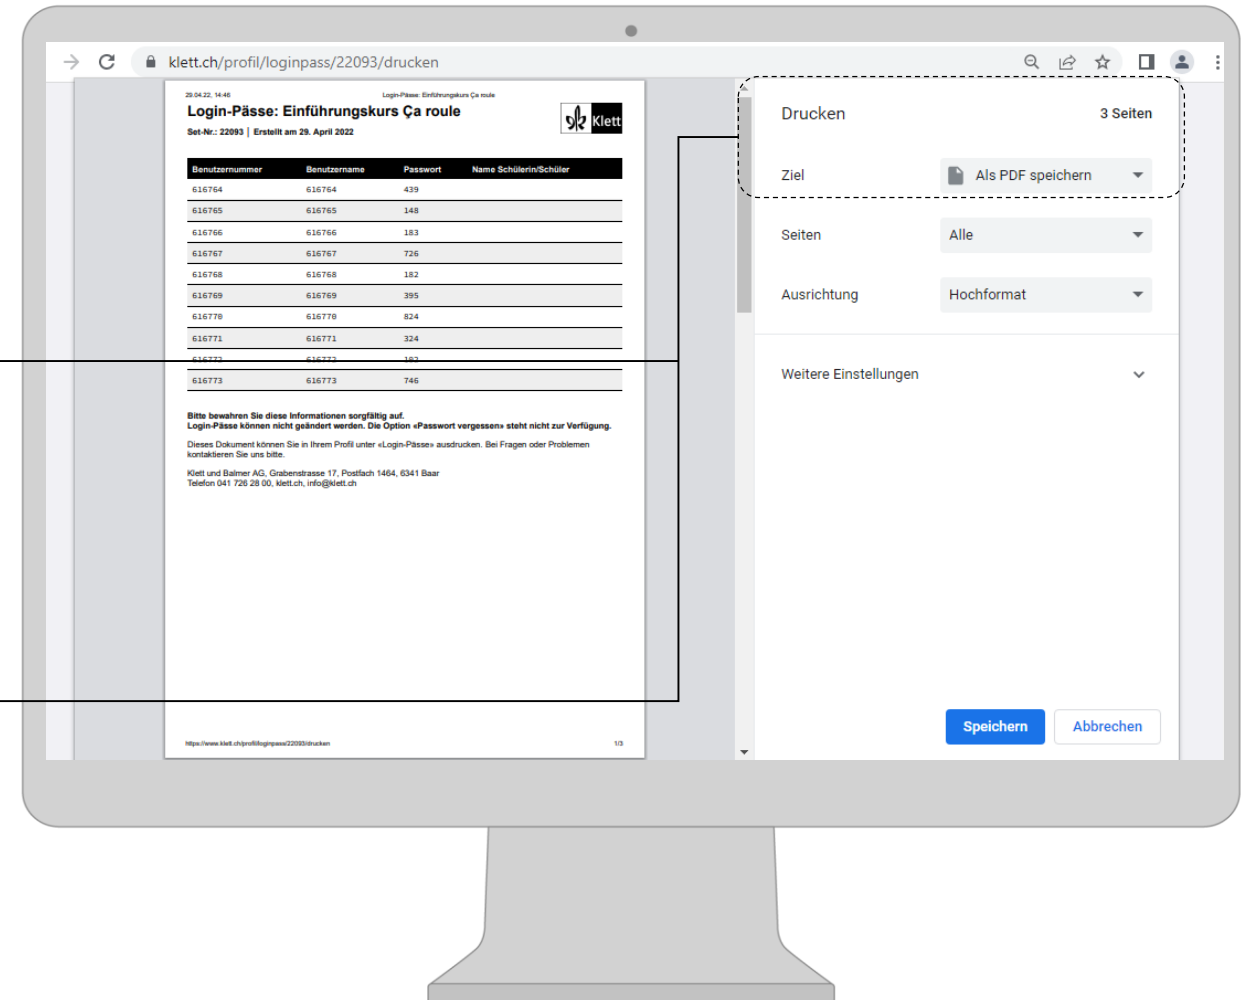 klett.ch/profil/loginpass/22093/drucken
29.04.22, 14:46 Login-Pässe: Einführungskurs Ça roule
Login-Pässe: Einführungskurs Ça roule
Set-Nr.: 22093 | Erstellt am 29. April 2022
Klett
Benutzernummer Benutzername Passwort Name Schülerin/Schüler
616764 616764 439
616765 616765 148
616766 616766 183
616767 616767 726
616768 616768 182
616769 616769 395
616770 616770 824
616771 616771 324
616772 616772 102
616773 616773 746
Bitte bewahren Sie diese Informationen sorgfältig auf.
Login-Pässe können nicht geändert werden. Die Option «Passwort vergessen» steht nicht zur Verfügung.
Dieses Dokument können Sie in Ihrem Profil unter «Login-Pässe» ausdrucken. Bei Fragen oder Problemen
kontaktieren Sie uns bitte.
Klett und Balmer AG, Grabenstrasse 17, Postfach 1464, 6341 Baar
Telefon 041 726 28 00, klett.ch, info@klett.ch
https://www.klett.ch/profil/loginpass/22093/drucken 1/3
Drucken 3 Seiten
Ziel Als PDF speichern
Seiten Alle
Ausrichtung Hochformat
Weitere Einstellungen
Speichern Abbrechen